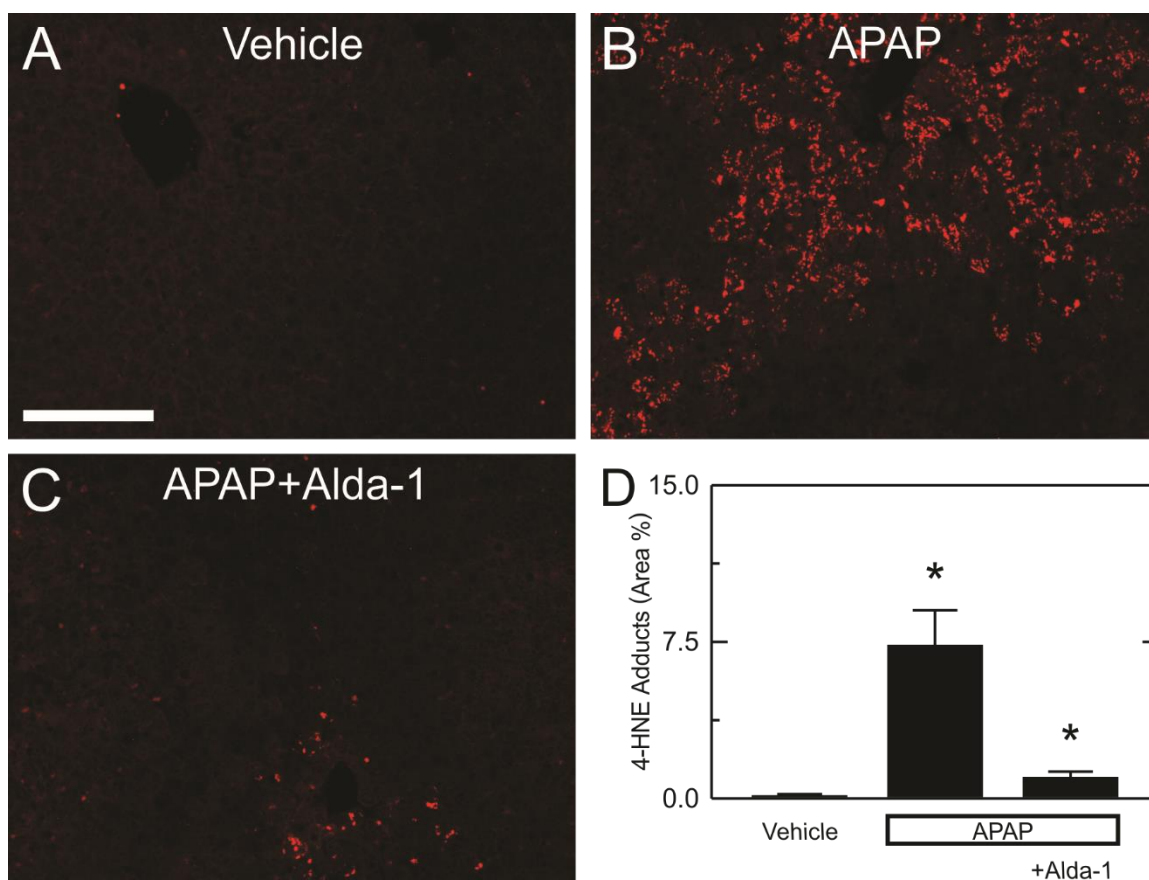 A
Vehicle
B
APAP
C
APAP+Alda-1
D
4-HNE Adducts (Area %)
15.0
*
*
7.5
0.0
Vehicle
APAP
+Alda-1